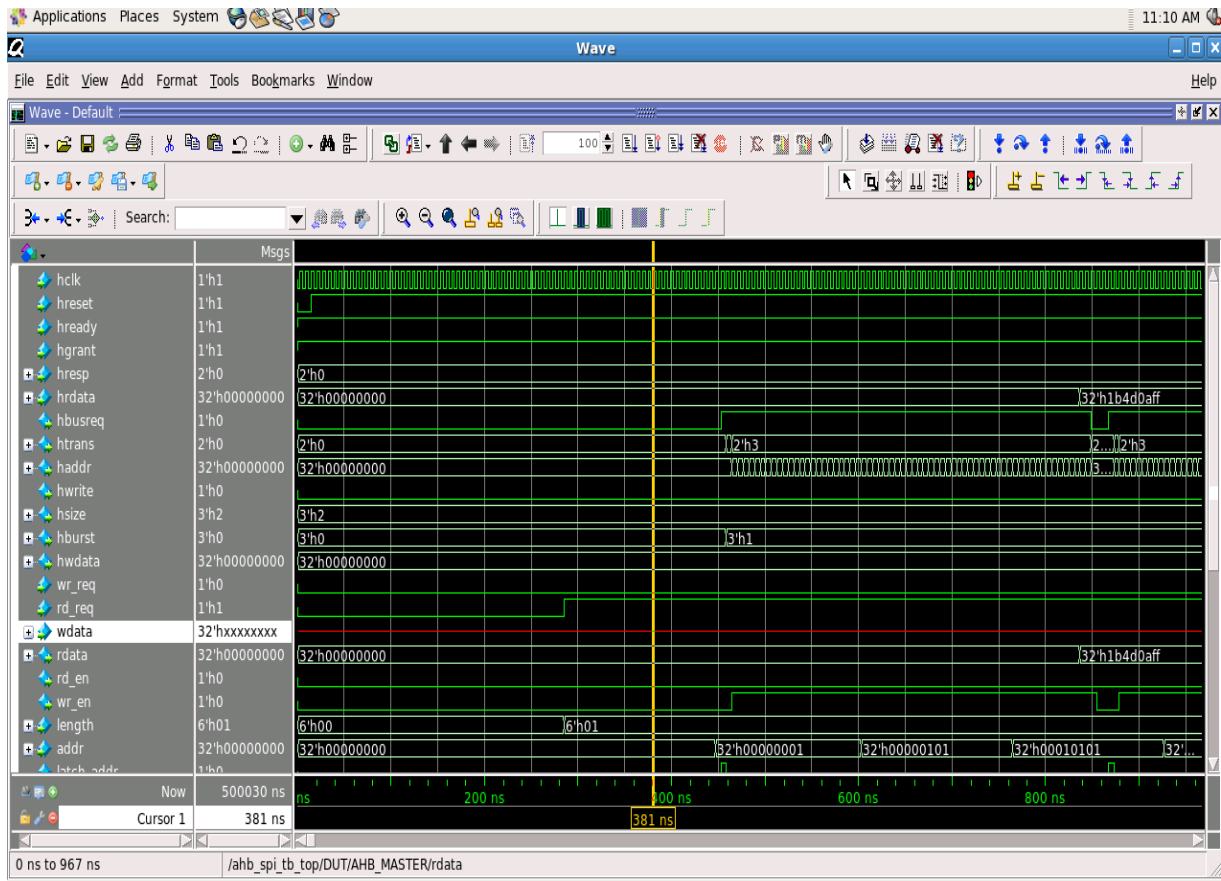 Applications Places System 11:10 AM
Wave
File Edit View Add Format Tools Bookmarks Window Help
Wave - Default
100
Search:
Msgs
hclk 1'h1
hreset 1'h1
hready 1'h1
hgrant 1'h1
hresp 2'h0 2'h0
hrdata 32'h00000000 32'h00000000 32'h1b4d0aff
hbusreq 1'h0
htrans 2'h0 2'h0 2'h3 2... 2'h3
haddr 32'h00000000 32'h00000000 3...
hwrite 1'h0
hsize 3'h2 3'h2
hburst 3'h0 3'h0 3'h1
hwdata 32'h00000000 32'h00000000
wr_req 1'h0
rd_req 1'h1
wdata 32'hxxxxxxxx
rdata 32'h00000000 32'h00000000 32'h1b4d0aff
rd_en 1'h0
wr_en 1'h0
length 6'h01 6'h00 6'h01
addr 32'h00000000 32'h00000000 32'h00000001 32'h00000101 32'h00010101 32'...
latch_addr 1'h0
Now 500030 ns ns 200 ns 400 ns 600 ns 800 ns
Cursor 1 381 ns 381 ns
0 ns to 967 ns /ahb_spi_tb_top/DUT/AHB_MASTER/rdata